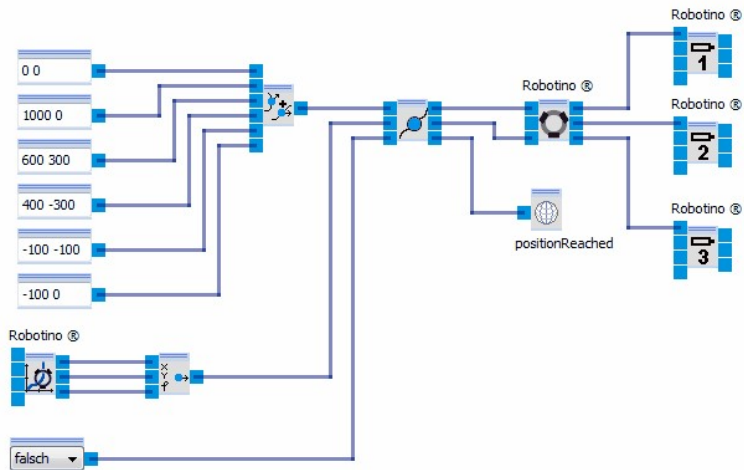 Robotino ®
0 0
1
Robotino ®
1000 0
Robotino ®
600 300
2
400 -300
Robotino ®
positionReached
-100 -100
3
-100 0
Robotino ®
X
Y
φ
falsch